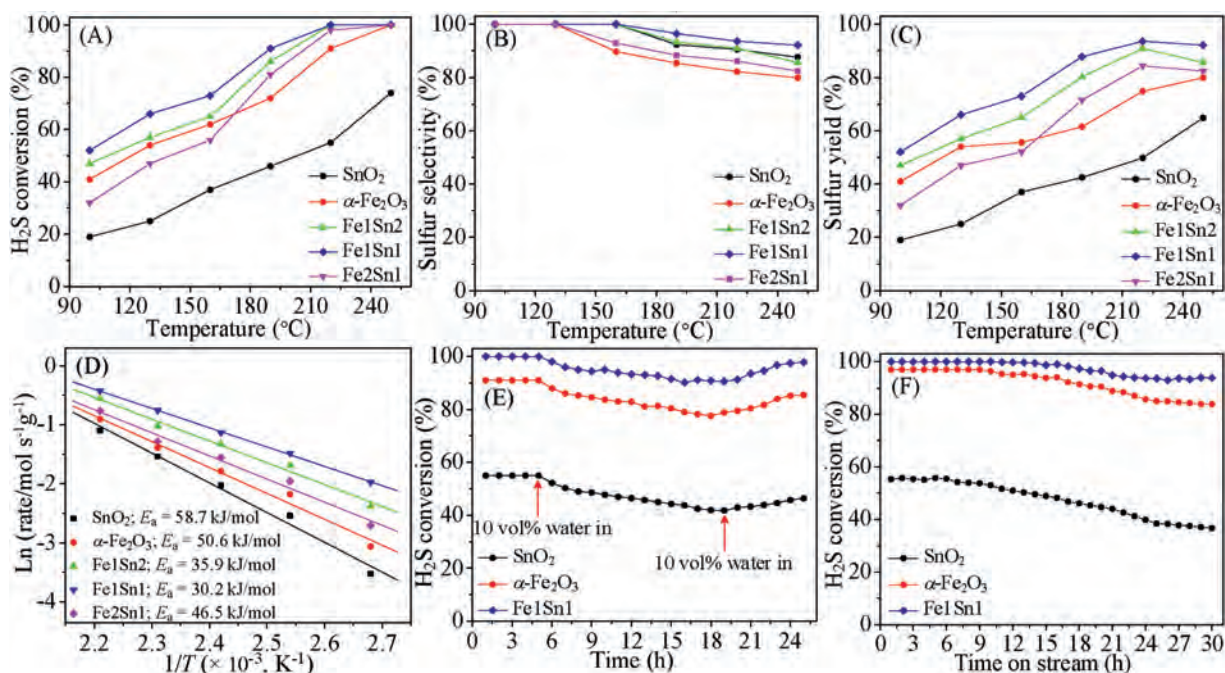 (A)
H₂S conversion (%)
100
80
60
40
20
0
SnO₂
α-Fe₂O₃
Fe1Sn2
Fe1Sn1
Fe2Sn1
90 120 150 180 210 240
Temperature (°C)
(B)
Sulfur selectivity (%)
100
80
60
40
20
0
SnO₂
α-Fe₂O₃
Fe1Sn2
Fe1Sn1
Fe2Sn1
90 120 150 180 210 240
Temperature (°C)
(C)
Sulfur yield (%)
100
80
60
40
20
0
SnO₂
α-Fe₂O₃
Fe1Sn2
Fe1Sn1
Fe2Sn1
90 120 150 180 210 240
Temperature (°C)
(D)
Ln (rate/mol s⁻¹g⁻¹)
0
-1
-2
-3
-4
SnO₂; Eₐ = 58.7 kJ/mol
α-Fe₂O₃; Eₐ = 50.6 kJ/mol
Fe1Sn2; Eₐ = 35.9 kJ/mol
Fe1Sn1; Eₐ = 30.2 kJ/mol
Fe2Sn1; Eₐ = 46.5 kJ/mol
2.2 2.3 2.4 2.5 2.6 2.7
1/T (× 10⁻³, K⁻¹)
(E)
H₂S conversion (%)
100
80
60
40
20
0
10 vol% water in
10 vol% water in
SnO₂
α-Fe₂O₃
Fe1Sn1
0 3 6 9 12 15 18 21 24
Time (h)
(F)
H₂S conversion (%)
100
80
60
40
20
0
SnO₂
α-Fe₂O₃
Fe1Sn1
0 3 6 9 12 15 18 21 24 27 30
Time on stream (h)